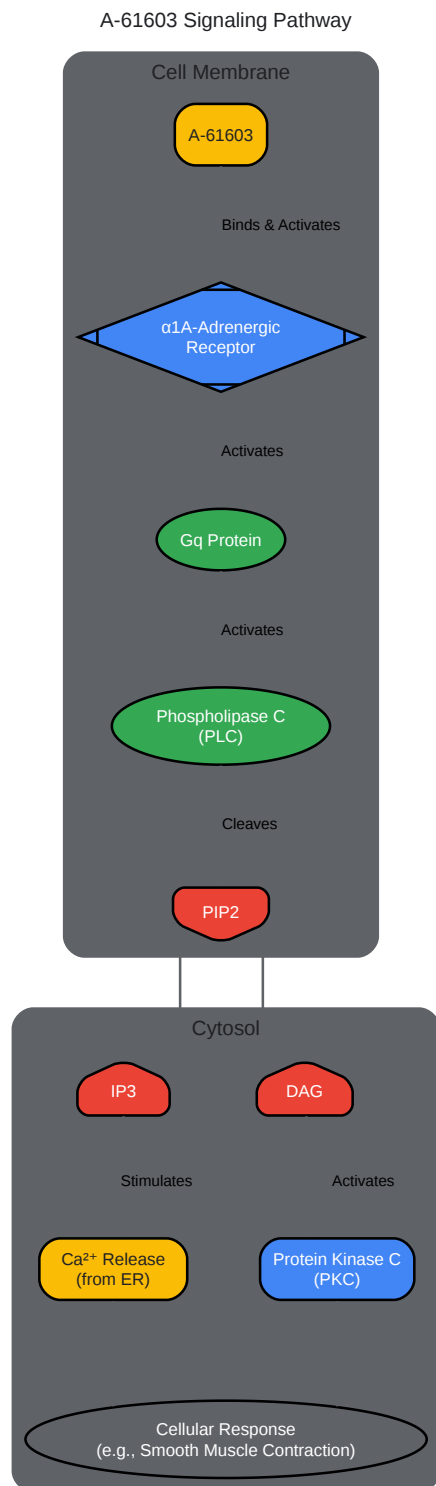 A-61603 Signaling Pathway
Cell Membrane
A-61603
Binds & Activates
α1A-Adrenergic
Receptor
Activates
Gq Protein
Activates
Phospholipase C
(PLC)
Cleaves
PIP2
Cytosol
IP3
DAG
Stimulates
Activates
Ca²⁺ Release
(from ER)
Protein Kinase C
(PKC)
Cellular Response
(e.g., Smooth Muscle Contraction)